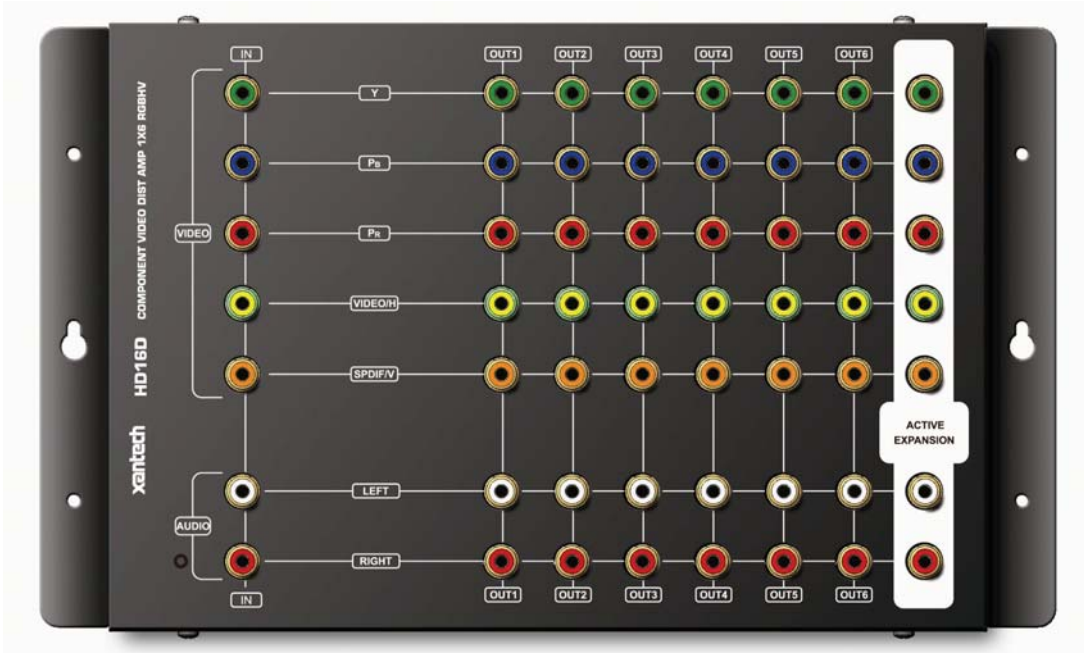 IN
OUT1 OUT2 OUT3 OUT4 OUT5 OUT6
Y
PB
VIDEO
PR
VIDEO/H
SPDIF/V
ACTIVE
EXPANSION
LEFT
AUDIO
RIGHT
IN
OUT1 OUT2 OUT3 OUT4 OUT5 OUT6
xantech HD16D COMPONENT VIDEO DIST AMP 1X6 RGBHV